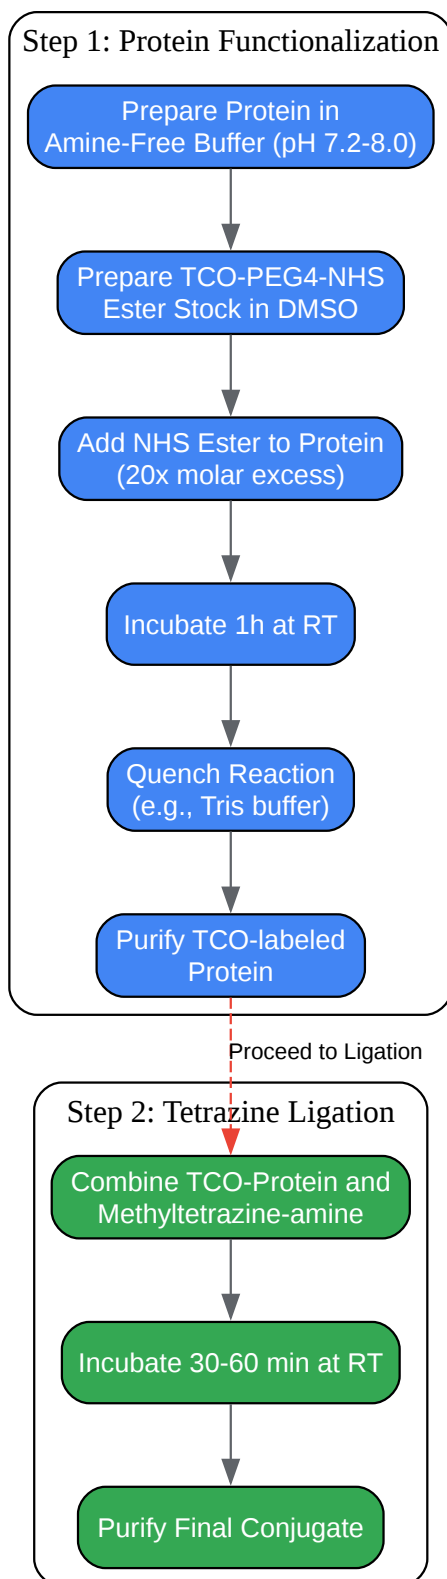 Step 1: Protein Functionalization
Prepare Protein in
Amine-Free Buffer (pH 7.2-8.0)
Prepare TCO-PEG4-NHS
Ester Stock in DMSO
Add NHS Ester to Protein
(20x molar excess)
Incubate 1h at RT
Quench Reaction
(e.g., Tris buffer)
Purify TCO-labeled
Protein
Proceed to Ligation
Step 2: Tetrazine Ligation
Combine TCO-Protein and
Methyltetrazine-amine
Incubate 30-60 min at RT
Purify Final Conjugate